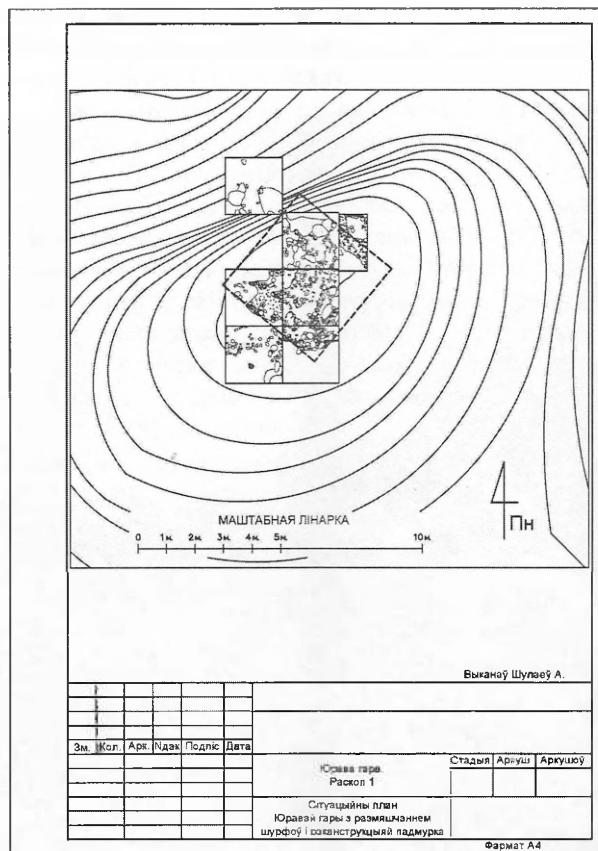 Пн
МАШТАБНАЯ ЛІНАРКА
0 1м. 2м. 3м. 4м. 5м. 10м.
Выканаў Шулаеў А.
Зм. Кол. Арк. Nдак Подпіс Дата
Юрава гара.
Раскоп 1
Стадыя Аркуш Аркушоў
Сітуацыйны план
Юравай гары з размяшчэннем
шурфоў і рэканструкцыяй падмурка
Фармат А4